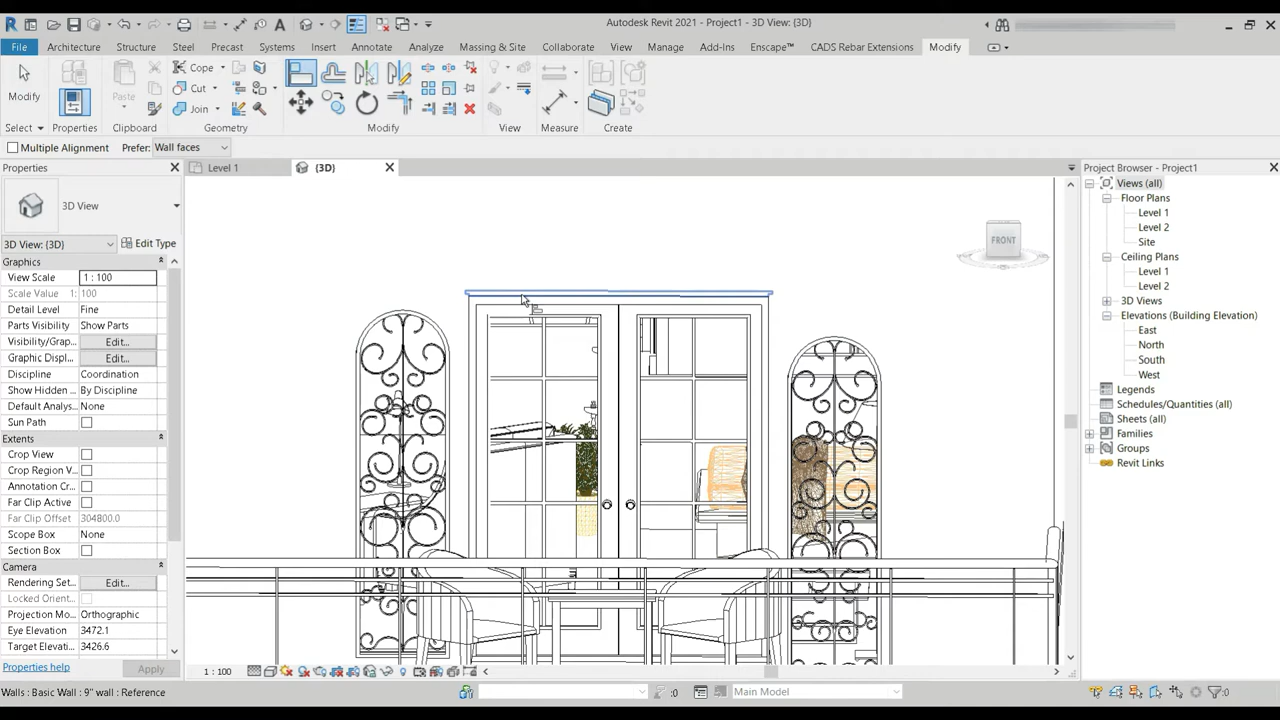 Autodesk Revit 2021 - Project1 - 3D View: {3D}
File Architecture Structure Steel Precast Systems Insert Annotate Analyze Massing & Site Collaborate View Manage Add-Ins Enscape™ CADS Rebar Extensions Modify
Modify Paste Cope
Cut
Join
Select Properties Clipboard Geometry Modify View Measure Create
Multiple Alignment Prefer: Wall faces
Properties
Level 1
{3D}
Project Browser - Project1
3D View
3D View: {3D} Edit Type
Graphics
View Scale 1 : 100
Scale Value 1: 100
Detail Level Fine
Parts Visibility Show Parts
Visibility/Grap... Edit...
Graphic Displ... Edit...
Discipline Coordination
Show Hidden ... By Discipline
Default Analys... None
Sun Path
Extents
Crop View
Crop Region V...
Annotation Cr...
Far Clip Active
Far Clip Offset 304800.0
Scope Box None
Section Box
Camera
Rendering Set... Edit...
Locked Orient...
Projection Mo... Orthographic
Eye Elevation 3472.1
Target Elevati... 3426.6
Properties help Apply
FRONT
Views (all)
Floor Plans
Level 1
Level 2
Site
Ceiling Plans
Level 1
Level 2
3D Views
Elevations (Building Elevation)
East
North
South
West
Legends
Schedules/Quantities (all)
Sheets (all)
Families
Groups
Revit Links
1 : 100
Walls : Basic Wall : 9" wall : Reference
:0
Main Model
:0